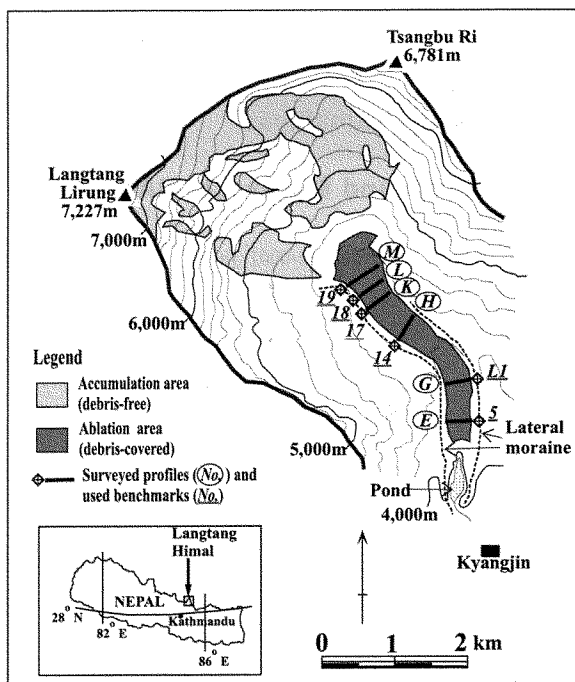 Tsangbu Ri
6,781m
Langtang
Lirung
7,227m
7,000m
6,000m
5,000m
4,000m
M
L
K
H
19
18
17
14
G
L1
E
5
Lateral
moraine
Pond
Kyangjin
Legend
Accumulation area
(debris-free)
Ablation area
(debris-covered)
Surveyed profiles (No.) and
used benchmarks (No.)
Langtang
Himal
NEPAL
Kathmandu
28° N
82° E
86° E
0 1 2 km